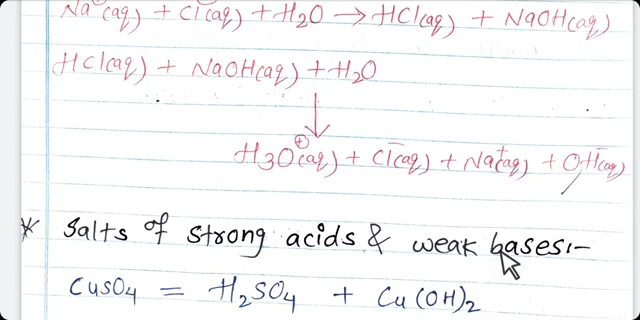 Na⁺(aq) + Cl⁻(aq) + H₂O → HCl(aq) + NaOH(aq)
HCl(aq) + NaOH(aq) + H₂O
↓
H₃O⁺(aq) + Cl⁻(aq) + Na⁺(aq) + OH⁻(aq)
* Salts of strong acids & weak bases:-
CuSO₄ = H₂SO₄ + Cu(OH)₂